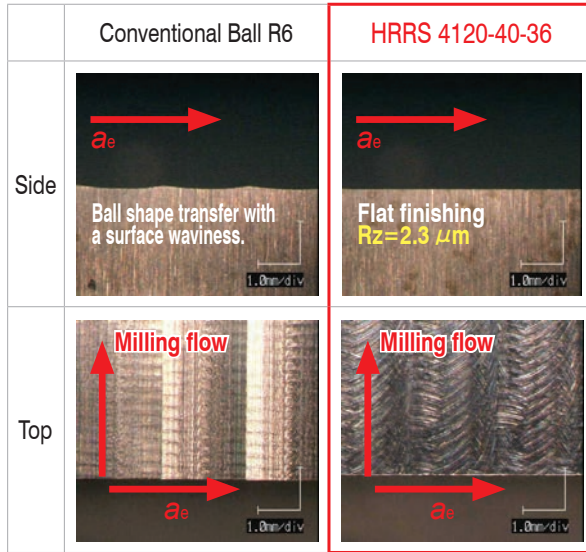 Conventional Ball R6
HRRS 4120-40-36
Side
ae
Ball shape transfer with
a surface waviness.
1.0mm/div
ae
Flat finishing
Rz=2.3 μm
1.0mm/div
Top
Milling flow
ae
1.0mm/div
Milling flow
ae
1.0mm/div